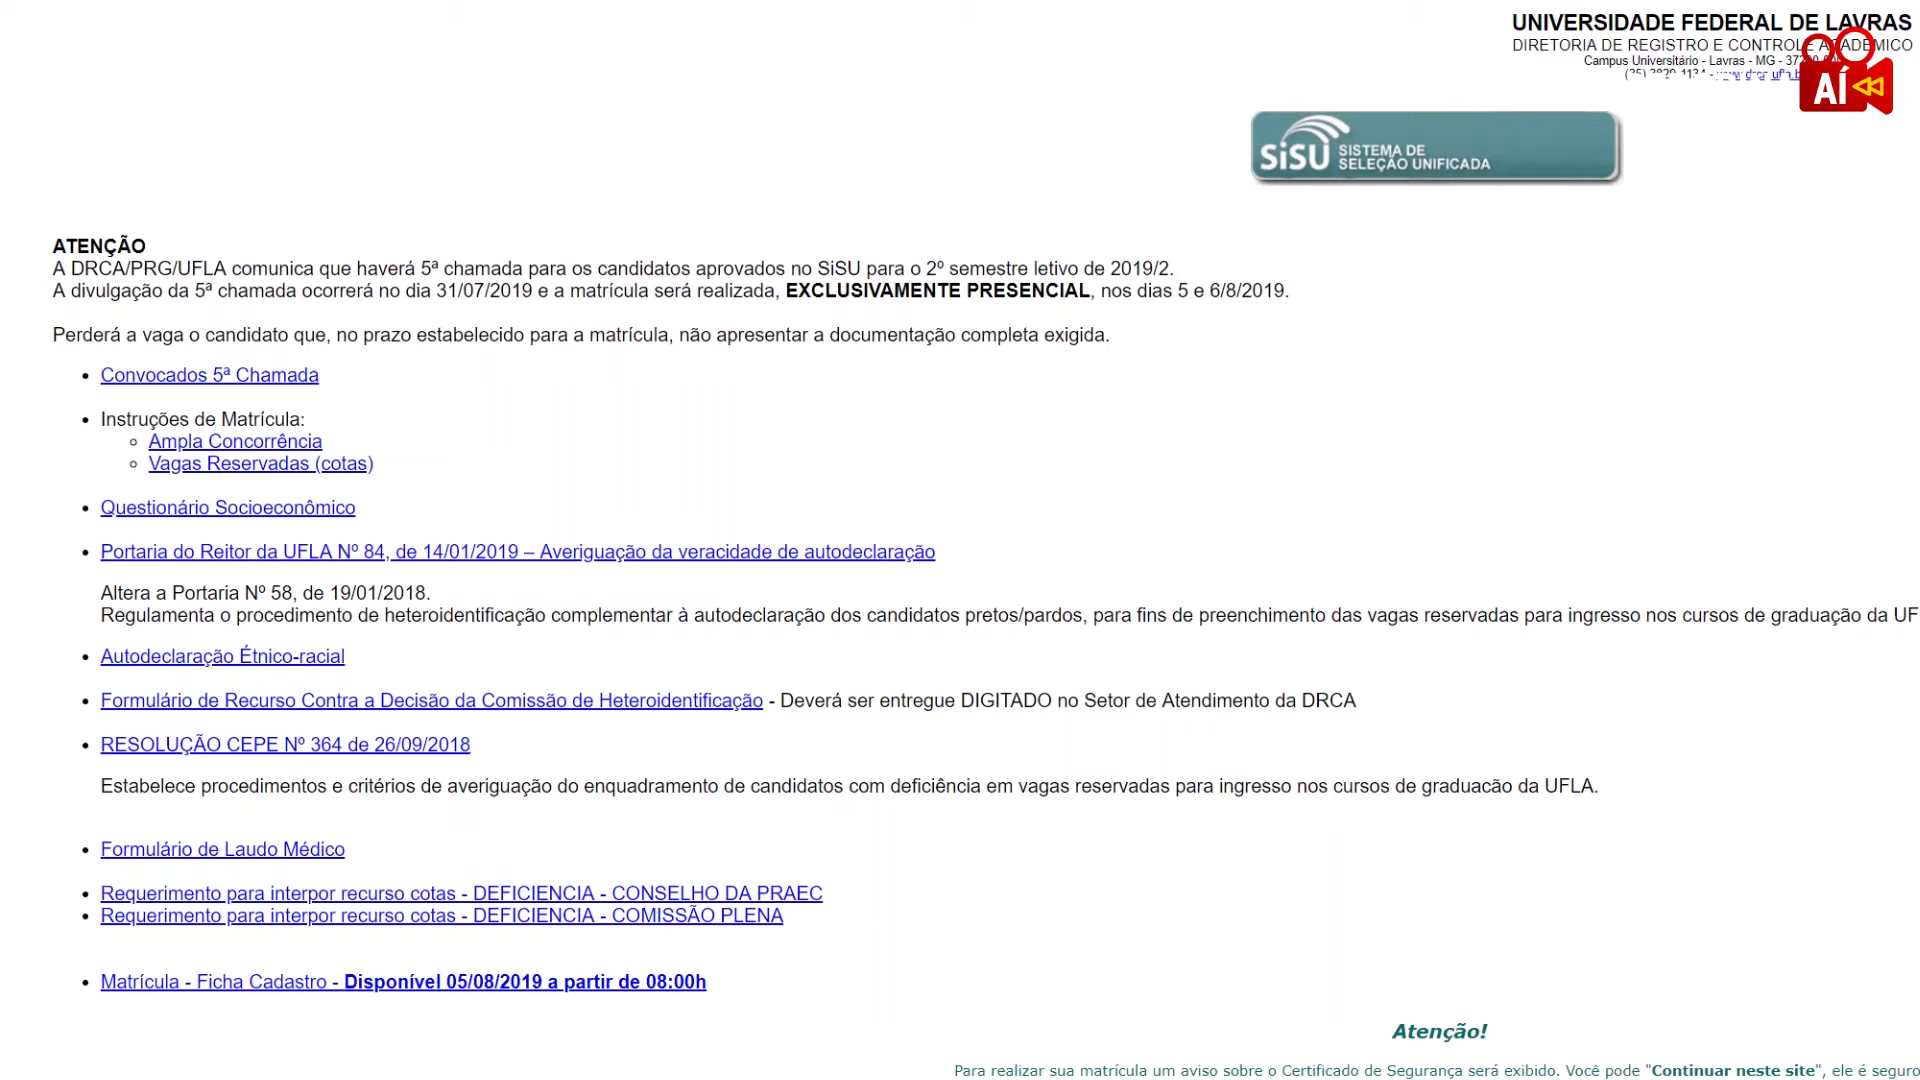 UNIVERSIDADE FEDERAL DE LAVRAS
DIRETORIA DE REGISTRO E CONTROLE ACADÊMICO
Campus Universitário - Lavras - MG -
(35) 3829-1134 -
AÍ
SiSU SISTEMA DE
SELEÇÃO UNIFICADA
ATENÇÃO
A DRCA/PRG/UFLA comunica que haverá 5ª chamada para os candidatos aprovados no SiSU para o 2º semestre letivo de 2019/2.
A divulgação da 5ª chamada ocorrerá no dia 31/07/2019 e a matrícula será realizada, EXCLUSIVAMENTE PRESENCIAL, nos dias 5 e 6/8/2019.
Perderá a vaga o candidato que, no prazo estabelecido para a matrícula, não apresentar a documentação completa exigida.
Convocados 5ª Chamada
Instruções de Matrícula:
Ampla Concorrência
Vagas Reservadas (cotas)
Questionário Socioeconômico
Portaria do Reitor da UFLA Nº 84, de 14/01/2019 – Averiguação da veracidade de autodeclaração
Altera a Portaria Nº 58, de 19/01/2018.
Regulamenta o procedimento de heteroidentificação complementar à autodeclaração dos candidatos pretos/pardos, para fins de preenchimento das vagas reservadas para ingresso nos cursos de graduação da UF
Autodeclaração Étnico-racial
Formulário de Recurso Contra a Decisão da Comissão de Heteroidentificação - Deverá ser entregue DIGITADO no Setor de Atendimento da DRCA
RESOLUÇÃO CEPE Nº 364 de 26/09/2018
Estabelece procedimentos e critérios de averiguação do enquadramento de candidatos com deficiência em vagas reservadas para ingresso nos cursos de graduacão da UFLA.
Formulário de Laudo Médico
Requerimento para interpor recurso cotas - DEFICIENCIA - CONSELHO DA PRAEC
Requerimento para interpor recurso cotas - DEFICIENCIA - COMISSÃO PLENA
Matrícula - Ficha Cadastro - Disponível 05/08/2019 a partir de 08:00h
Atenção!
Para realizar sua matrícula um aviso sobre o Certificado de Segurança será exibido. Você pode "Continuar neste site", ele é seguro